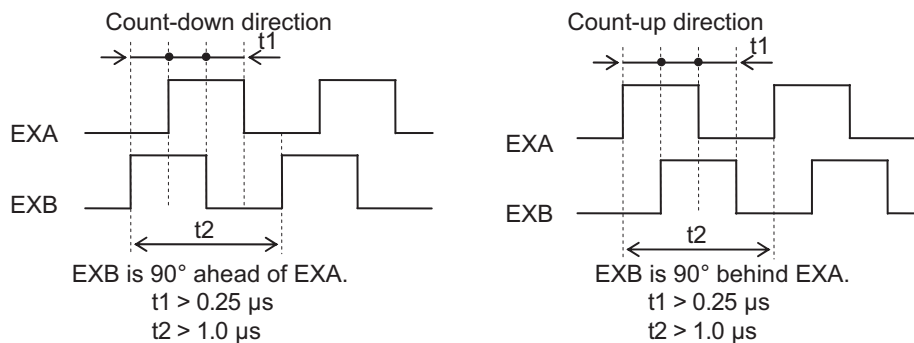 Count-down direction
t1
EXA
EXB
t2
EXB is 90° ahead of EXA.
t1 > 0.25 µs
t2 > 1.0 µs
Count-up direction
t1
EXA
EXB
t2
EXB is 90° behind EXA.
t1 > 0.25 µs
t2 > 1.0 µs